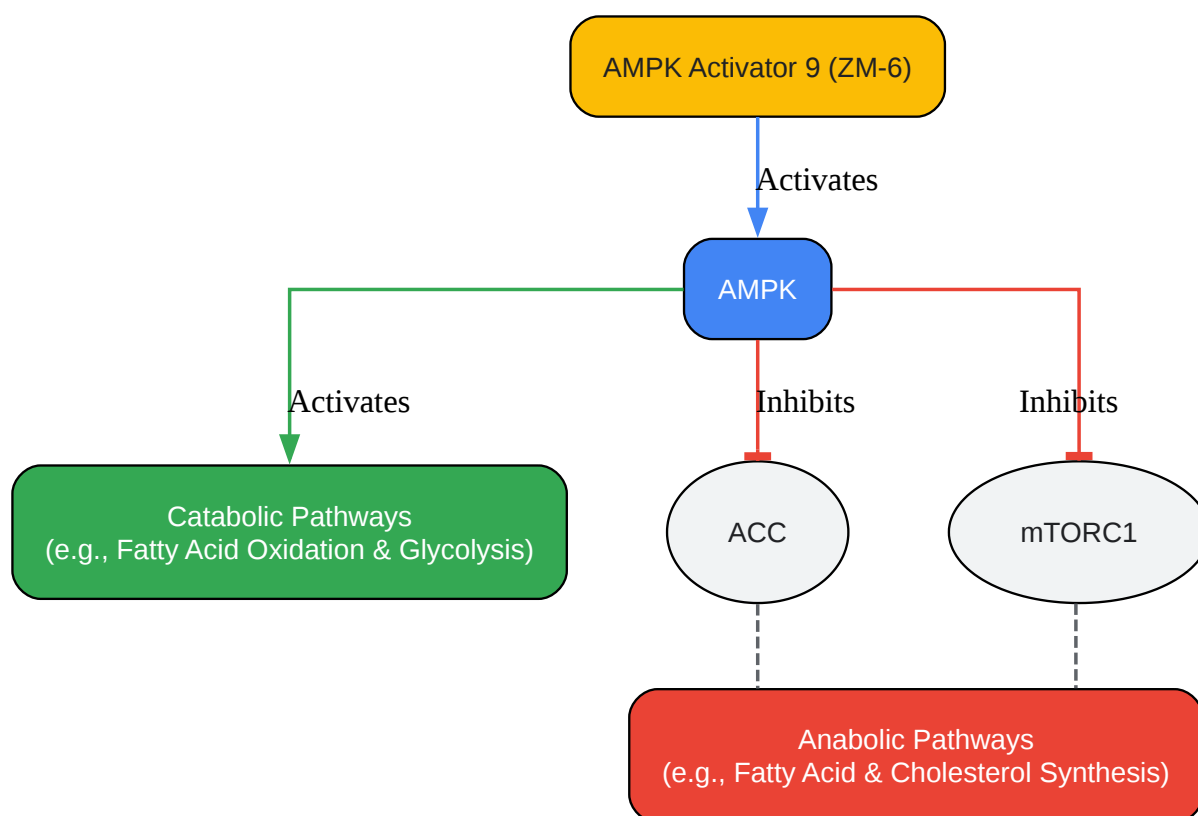 AMPK Activator 9 (ZM-6)
Activates
AMPK
Activates
Inhibits
Inhibits
Catabolic Pathways
(e.g., Fatty Acid Oxidation & Glycolysis)
ACC
mTORC1
Anabolic Pathways
(e.g., Fatty Acid & Cholesterol Synthesis)